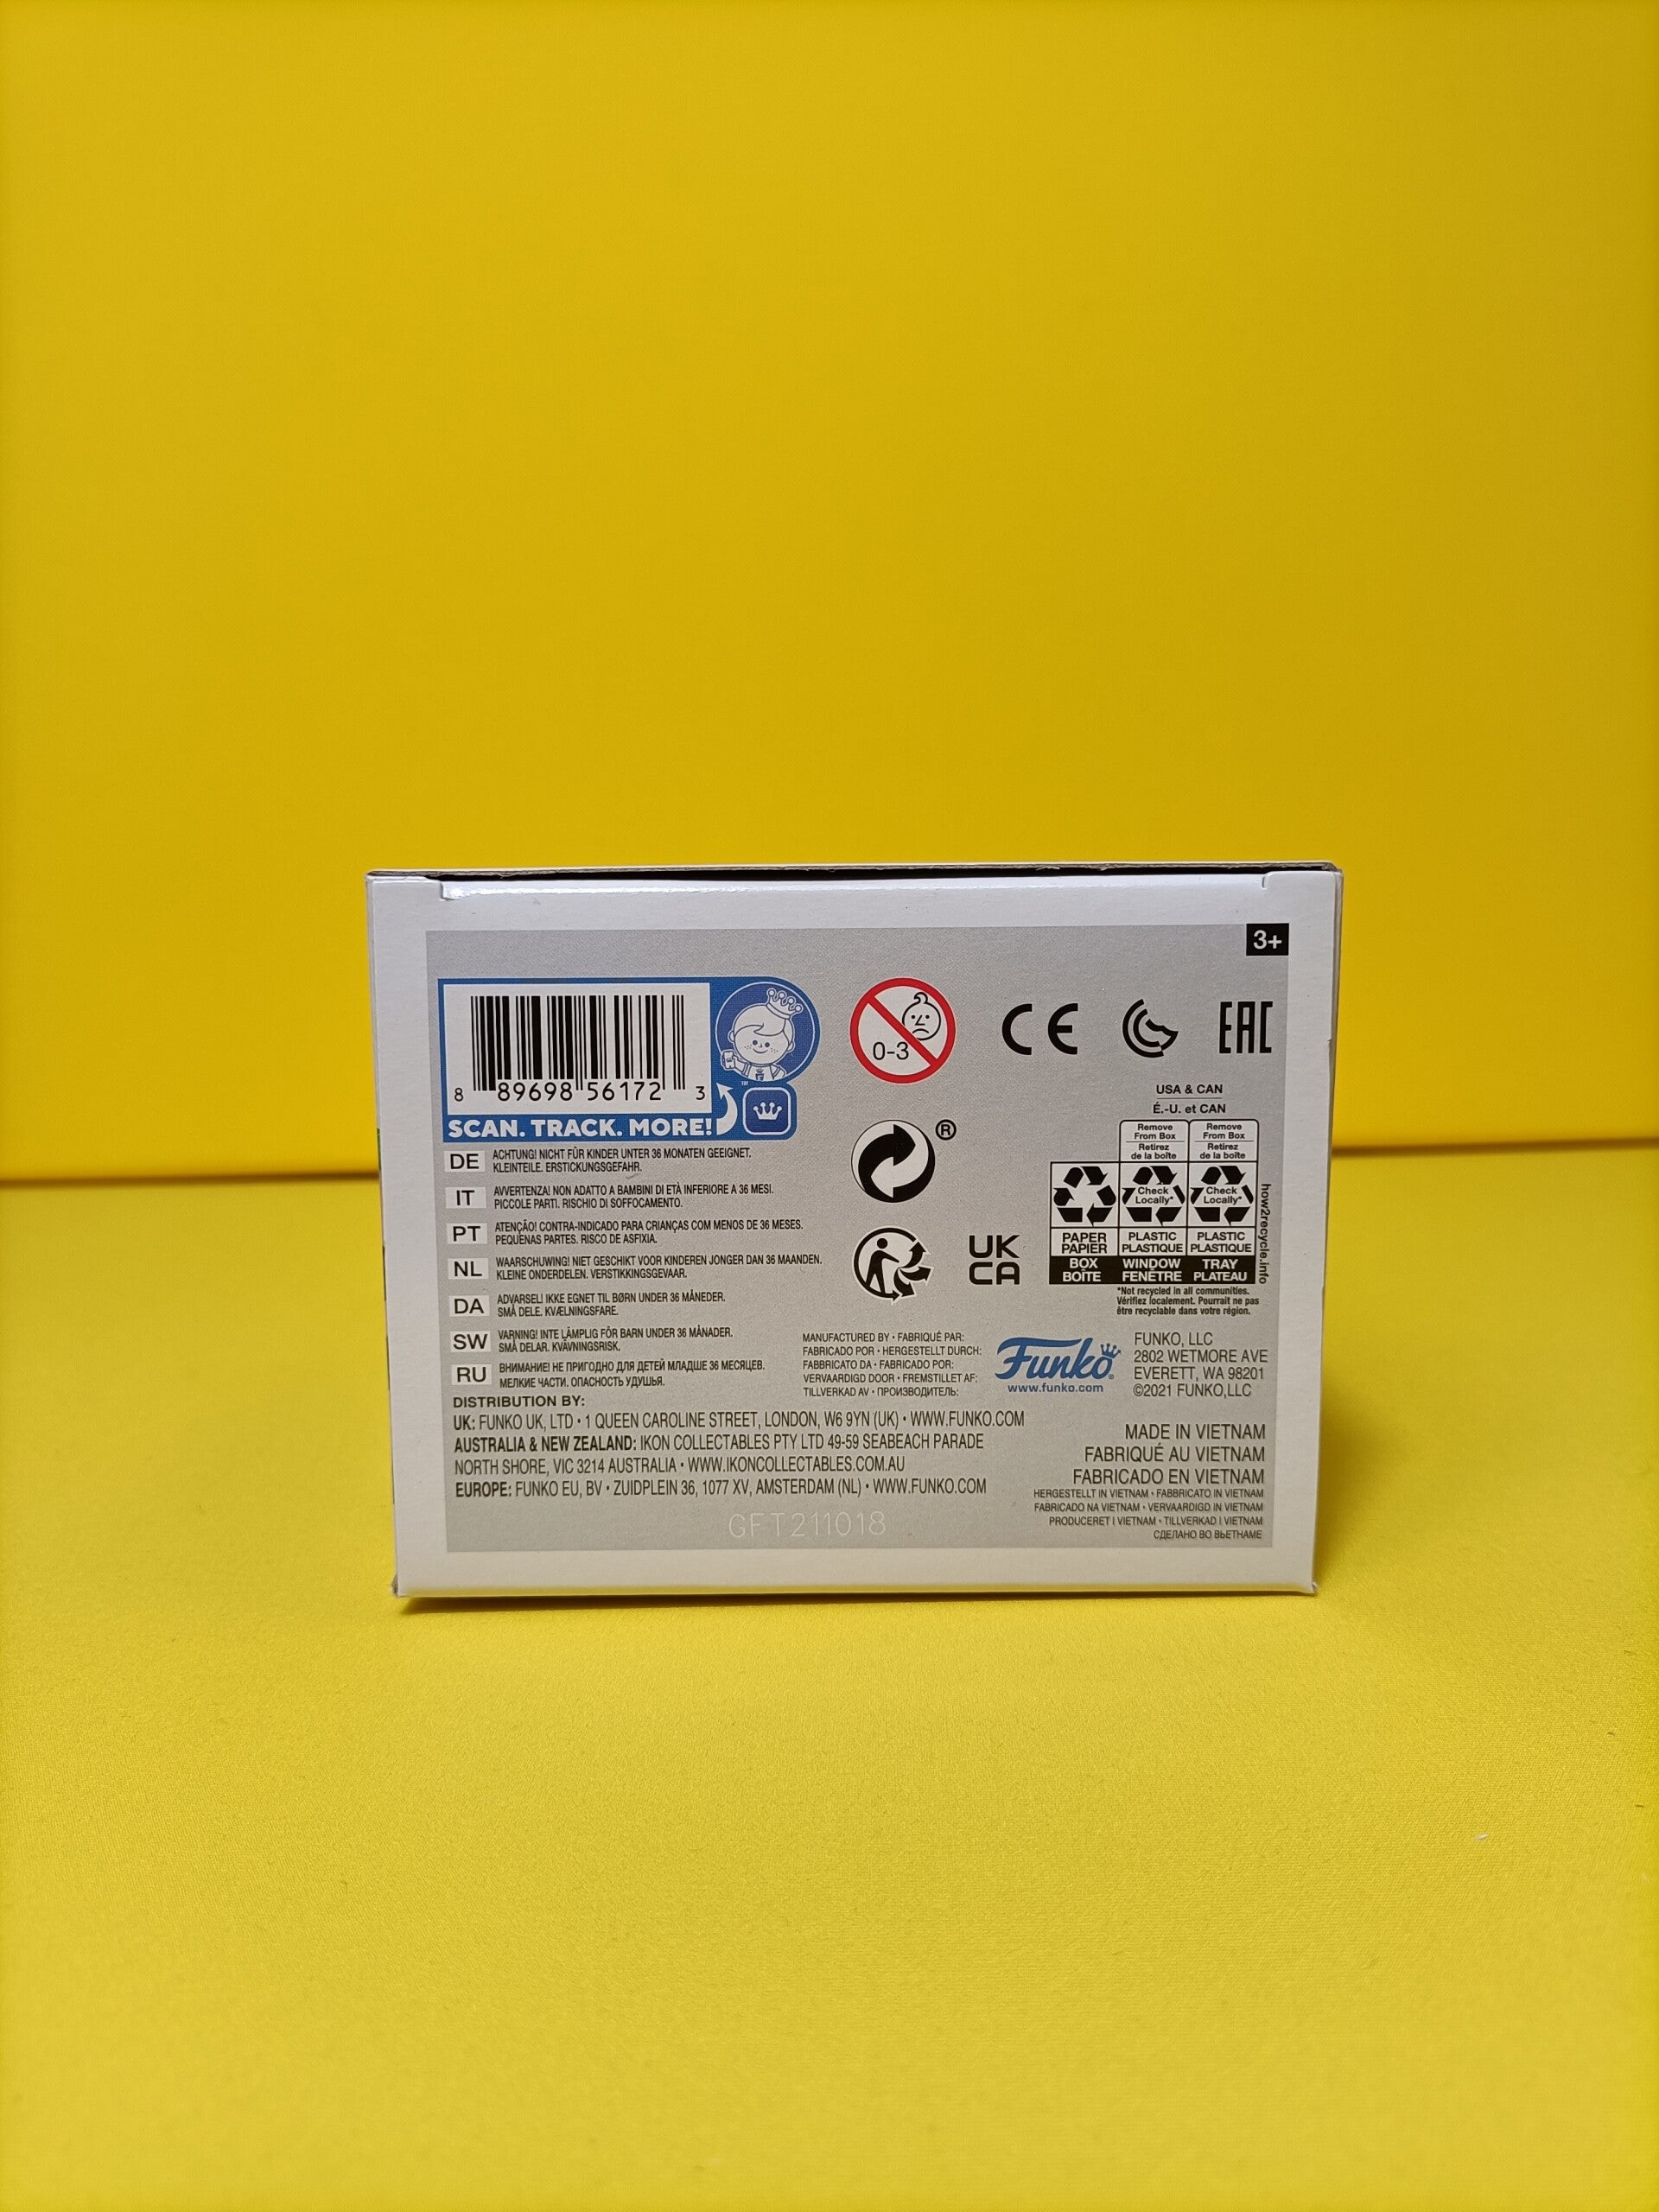 3+
8 89698 56172 3
SCAN. TRACK. MORE!
TM
0-3
CE
EAC
®
UK
CA
USA & CAN
É.-U. et CAN
Remove
From Box
Retirez
de la boîte
Remove
From Box
Retirez
de la boîte
Check
Locally*
Check
Locally*
PAPER
PAPIER
PLASTIC
PLASTIQUE
PLASTIC
PLASTIQUE
BOX
BOÎTE
WINDOW
FENÊTRE
TRAY
PLATEAU
how2recycle.info
*Not recycled in all communities.
Vérifiez localement. Pourrait ne pas
être recyclable dans votre région.
DE ACHTUNG! NICHT FÜR KINDER UNTER 36 MONATEN GEEIGNET.
KLEINTEILE. ERSTICKUNGSGEFAHR.
IT AVVERTENZA! NON ADATTO A BAMBINI DI ETÀ INFERIORE A 36 MESI.
PICCOLE PARTI. RISCHIO DI SOFFOCAMENTO.
PT ATENÇÃO! CONTRA-INDICADO PARA CRIANÇAS COM MENOS DE 36 MESES.
PEQUENAS PARTES. RISCO DE ASFIXIA.
NL WAARSCHUWING! NIET GESCHIKT VOOR KINDEREN JONGER DAN 36 MAANDEN.
KLEINE ONDERDELEN. VERSTIKKINGSGEVAAR.
DA ADVARSEL! IKKE EGNET TIL BØRN UNDER 36 MÅNEDER.
SMÅ DELE. KVÆLNINGSFARE.
SW VARNING! INTE LÄMPLIG FÖR BARN UNDER 36 MÅNADER.
SMÅ DELAR. KVÄVNINGSRISK.
RU ВНИМАНИЕ! НЕ ПРИГОДНО ДЛЯ ДЕТЕЙ МЛАДШЕ 36 МЕСЯЦЕВ.
МЕЛКИЕ ЧАСТИ. ОПАСНОСТЬ УДУШЬЯ.
MANUFACTURED BY • FABRIQUÉ PAR:
FABRICADO POR • HERGESTELLT DURCH:
FABBRICATO DA • FABRICADO POR:
VERVAARDIGD DOOR • FREMSTILLET AF:
TILLVERKAD AV • ПРОИЗВОДИТЕЛЬ:
Funko®
www.funko.com
FUNKO, LLC
2802 WETMORE AVE
EVERETT, WA 98201
©2021 FUNKO,LLC
DISTRIBUTION BY:
UK: FUNKO UK, LTD • 1 QUEEN CAROLINE STREET, LONDON, W6 9YN (UK) • WWW.FUNKO.COM
AUSTRALIA & NEW ZEALAND: IKON COLLECTABLES PTY LTD 49-59 SEABEACH PARADE
NORTH SHORE, VIC 3214 AUSTRALIA • WWW.IKONCOLLECTABLES.COM.AU
EUROPE: FUNKO EU, BV • ZUIDPLEIN 36, 1077 XV, AMSTERDAM (NL) • WWW.FUNKO.COM
MADE IN VIETNAM
FABRIQUÉ AU VIETNAM
FABRICADO EN VIETNAM
HERGESTELLT IN VIETNAM • FABBRICATO IN VIETNAM
FABRICADO NA VIETNAM • VERVAARDIGD IN VIETNAM
PRODUCERET I VIETNAM • TILLVERKAD I VIETNAM
СДЕЛАНО ВО ВЬЕТНАМЕ
GFT211018